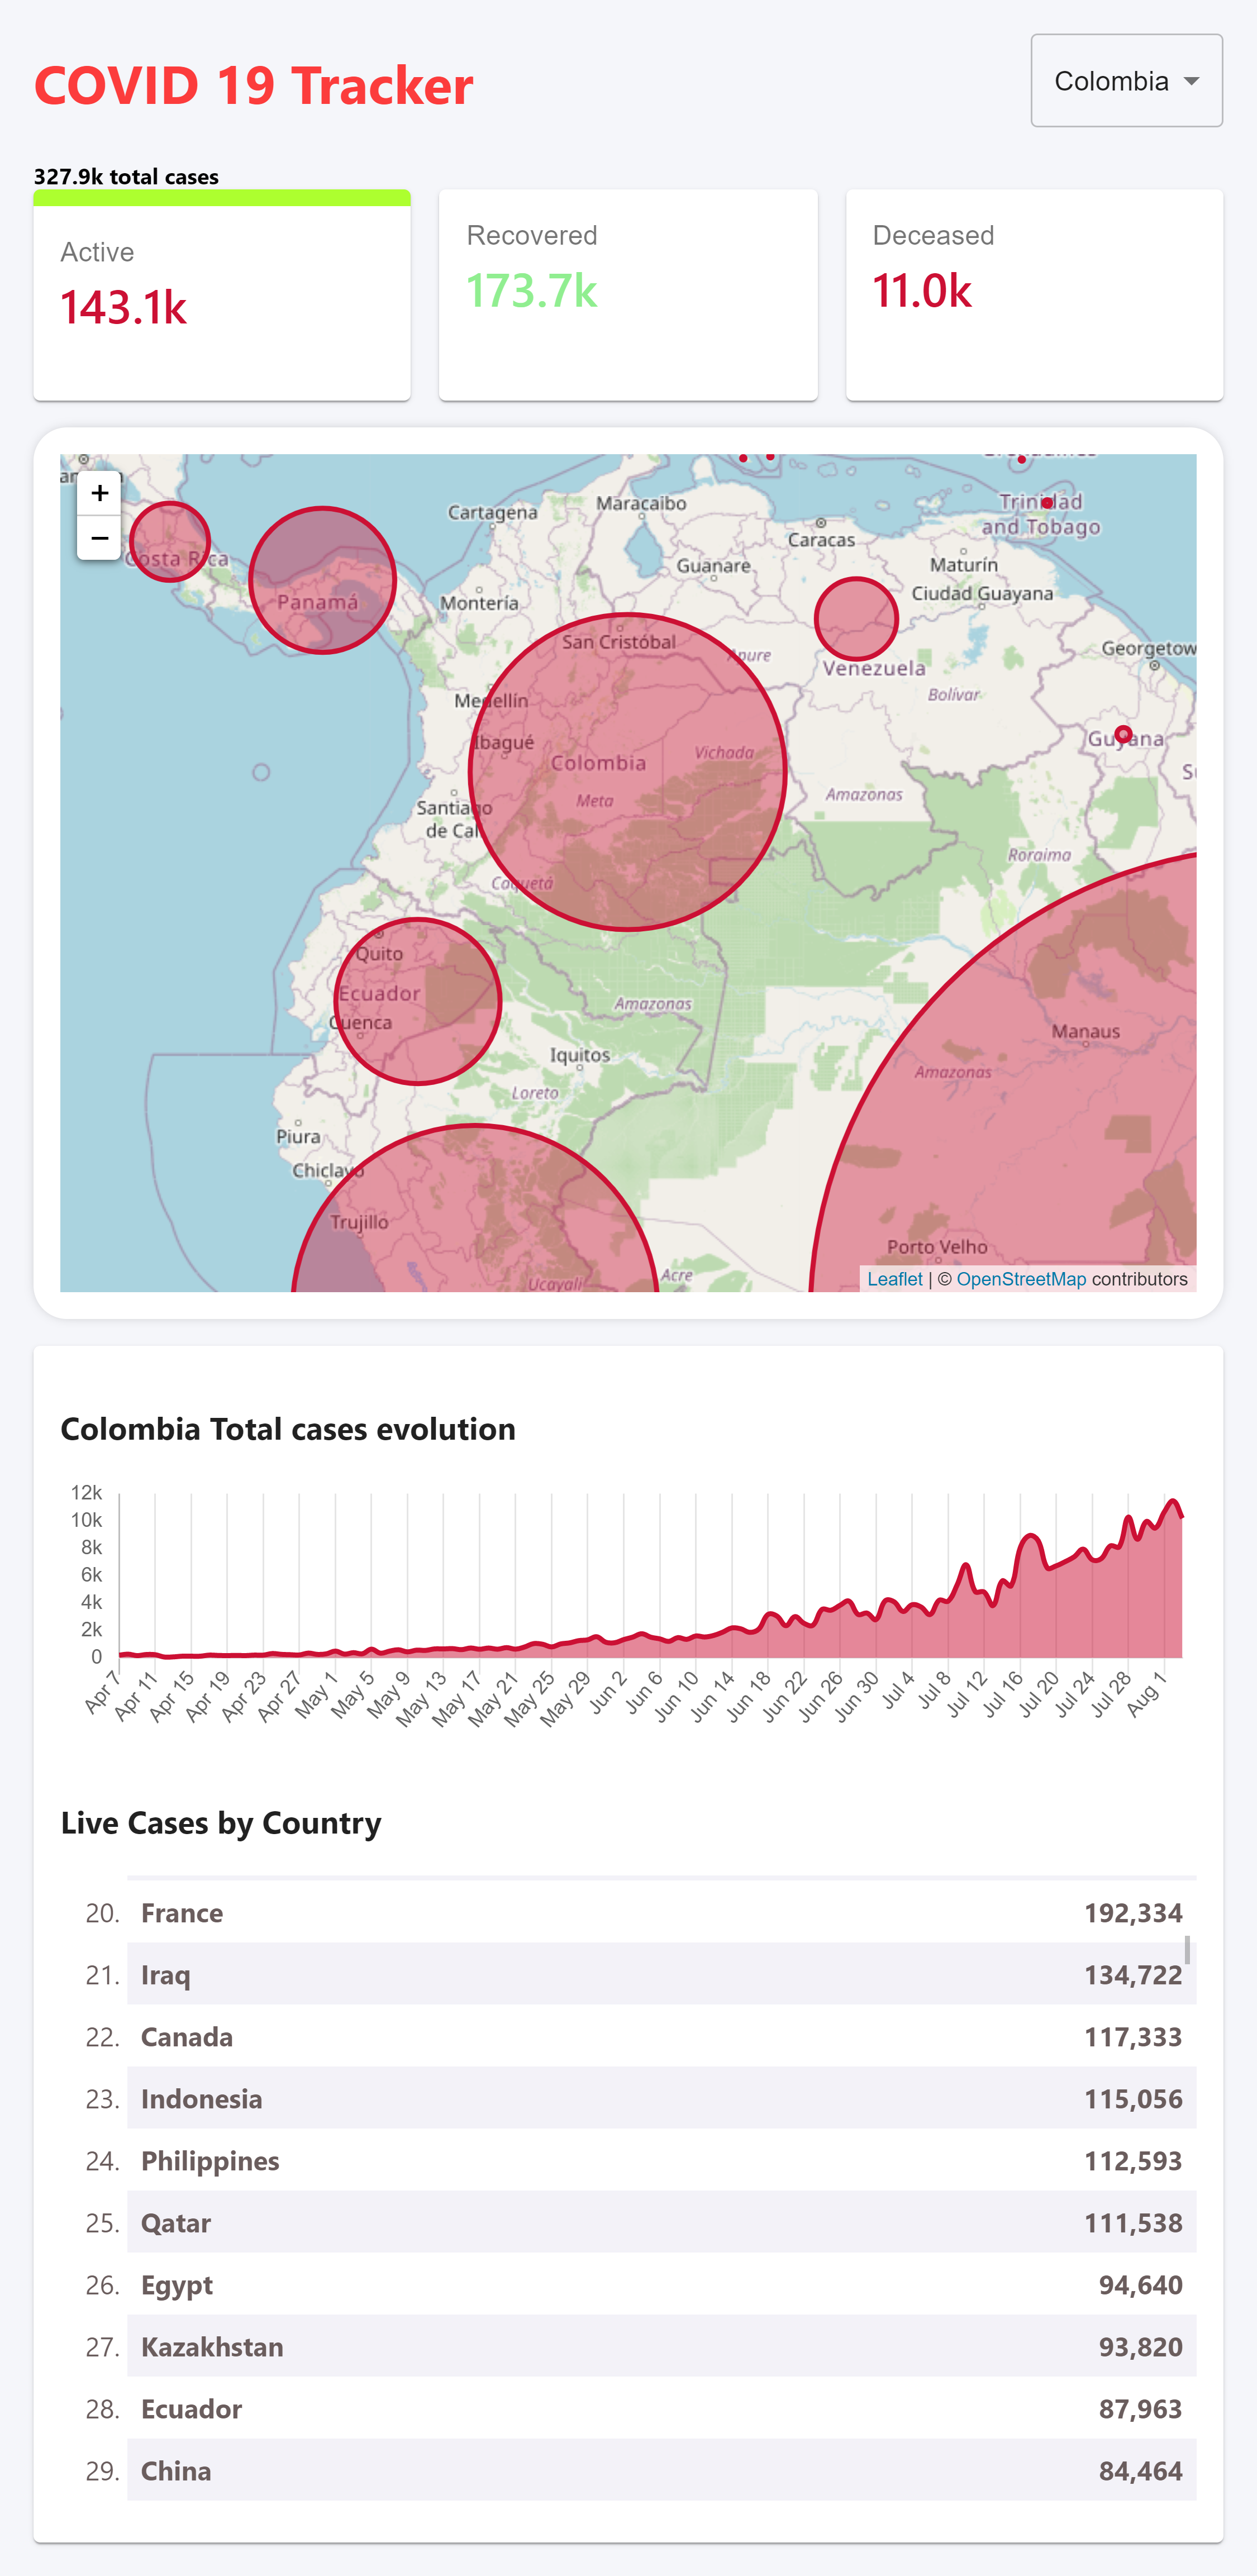 COVID 19 Tracker
Colombia
327.9k total cases
Active
143.1k
Recovered
173.7k
Deceased
11.0k
+
−
Costa Rica
Panamá
Cartagena
Maracaibo
Caracas
Trinidad
and Tobago
Guanare
Maturín
Ciudad Guayana
Montería
San Cristóbal
Apure
Venezuela
Georgetow
Bolívar
Medellín
Ibagué
Colombia
Vichada
Guyana
Meta
Amazonas
Santiago
de Cal
Roraima
Caquetá
Quito
Ecuador
Cuenca
Amazonas
Manaus
Iquitos
Amazonas
Loreto
Piura
Chiclayo
Trujillo
Porto Velho
Ucayali
Acre
Leaflet | © OpenStreetMap contributors
Colombia Total cases evolution
12k
10k
8k
6k
4k
2k
0
Apr 7
Apr 11
Apr 15
Apr 19
Apr 23
Apr 27
May 1
May 5
May 9
May 13
May 17
May 21
May 25
May 29
Jun 2
Jun 6
Jun 10
Jun 14
Jun 18
Jun 22
Jun 26
Jun 30
Jul 4
Jul 8
Jul 12
Jul 16
Jul 20
Jul 24
Jul 28
Aug 1
Live Cases by Country
20. France 192,334
21. Iraq 134,722
22. Canada 117,333
23. Indonesia 115,056
24. Philippines 112,593
25. Qatar 111,538
26. Egypt 94,640
27. Kazakhstan 93,820
28. Ecuador 87,963
29. China 84,464